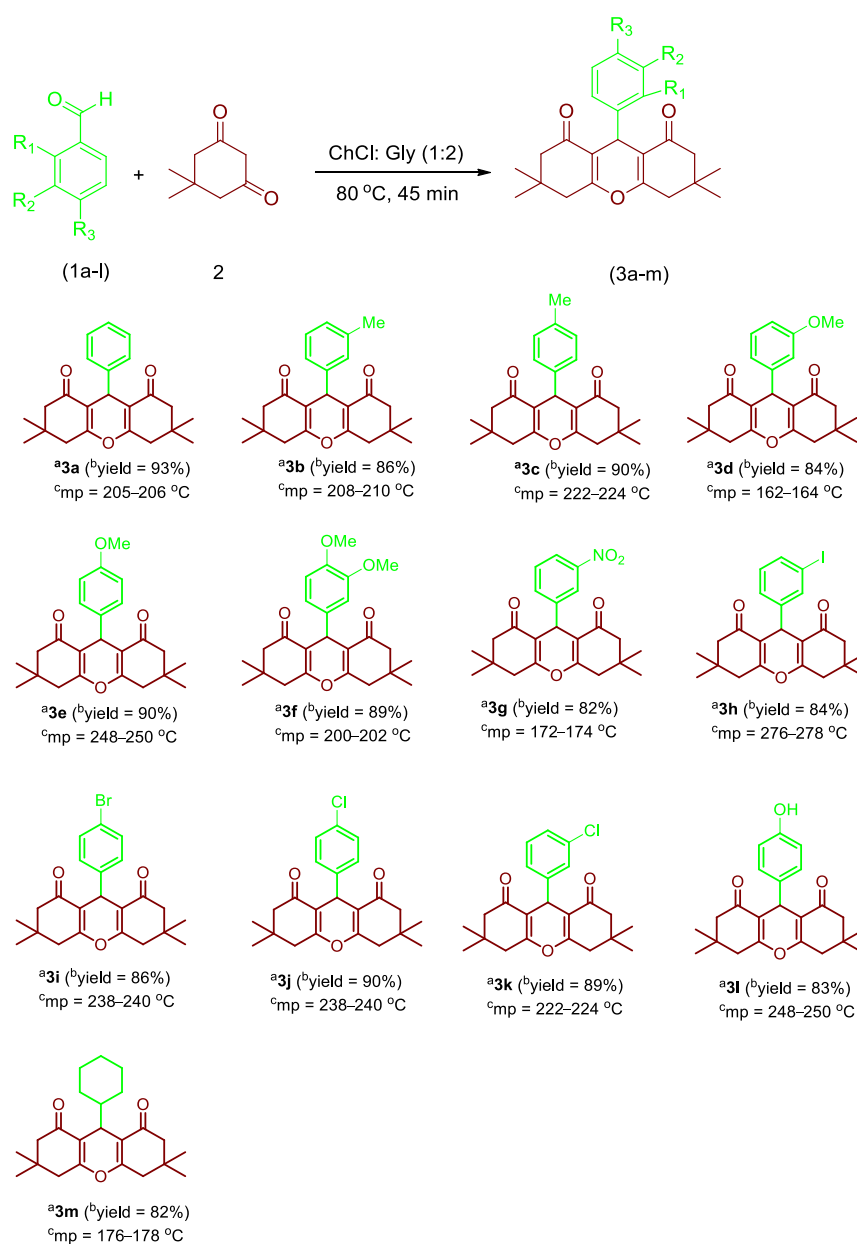 R3
R2
R1
O
O
O
O H
R1
R2
R3
+
O
O
ChCl: Gly (1:2)
80 oC, 45 min
(1a-l)
2
(3a-m)
O O
O
Me
O O
O
Me
O O
O
OMe
O O
O
a3a (byield = 93%)
cmp = 205–206 oC
a3b (byield = 86%)
cmp = 208–210 oC
a3c (byield = 90%)
cmp = 222–224 oC
a3d (byield = 84%)
cmp = 162–164 oC
OMe
O O
O
OMe
OMe
O O
O
NO2
O O
O
I
O O
O
a3e (byield = 90%)
cmp = 248–250 oC
a3f (byield = 89%)
cmp = 200–202 oC
a3g (byield = 82%)
cmp = 172–174 oC
a3h (byield = 84%)
cmp = 276–278 oC
Br
O O
O
Cl
O O
O
Cl
O O
O
OH
O O
O
a3i (byield = 86%)
cmp = 238–240 oC
a3j (byield = 90%)
cmp = 238–240 oC
a3k (byield = 89%)
cmp = 222–224 oC
a3l (byield = 83%)
cmp = 248–250 oC
O O
O
a3m (byield = 82%)
cmp = 176–178 oC